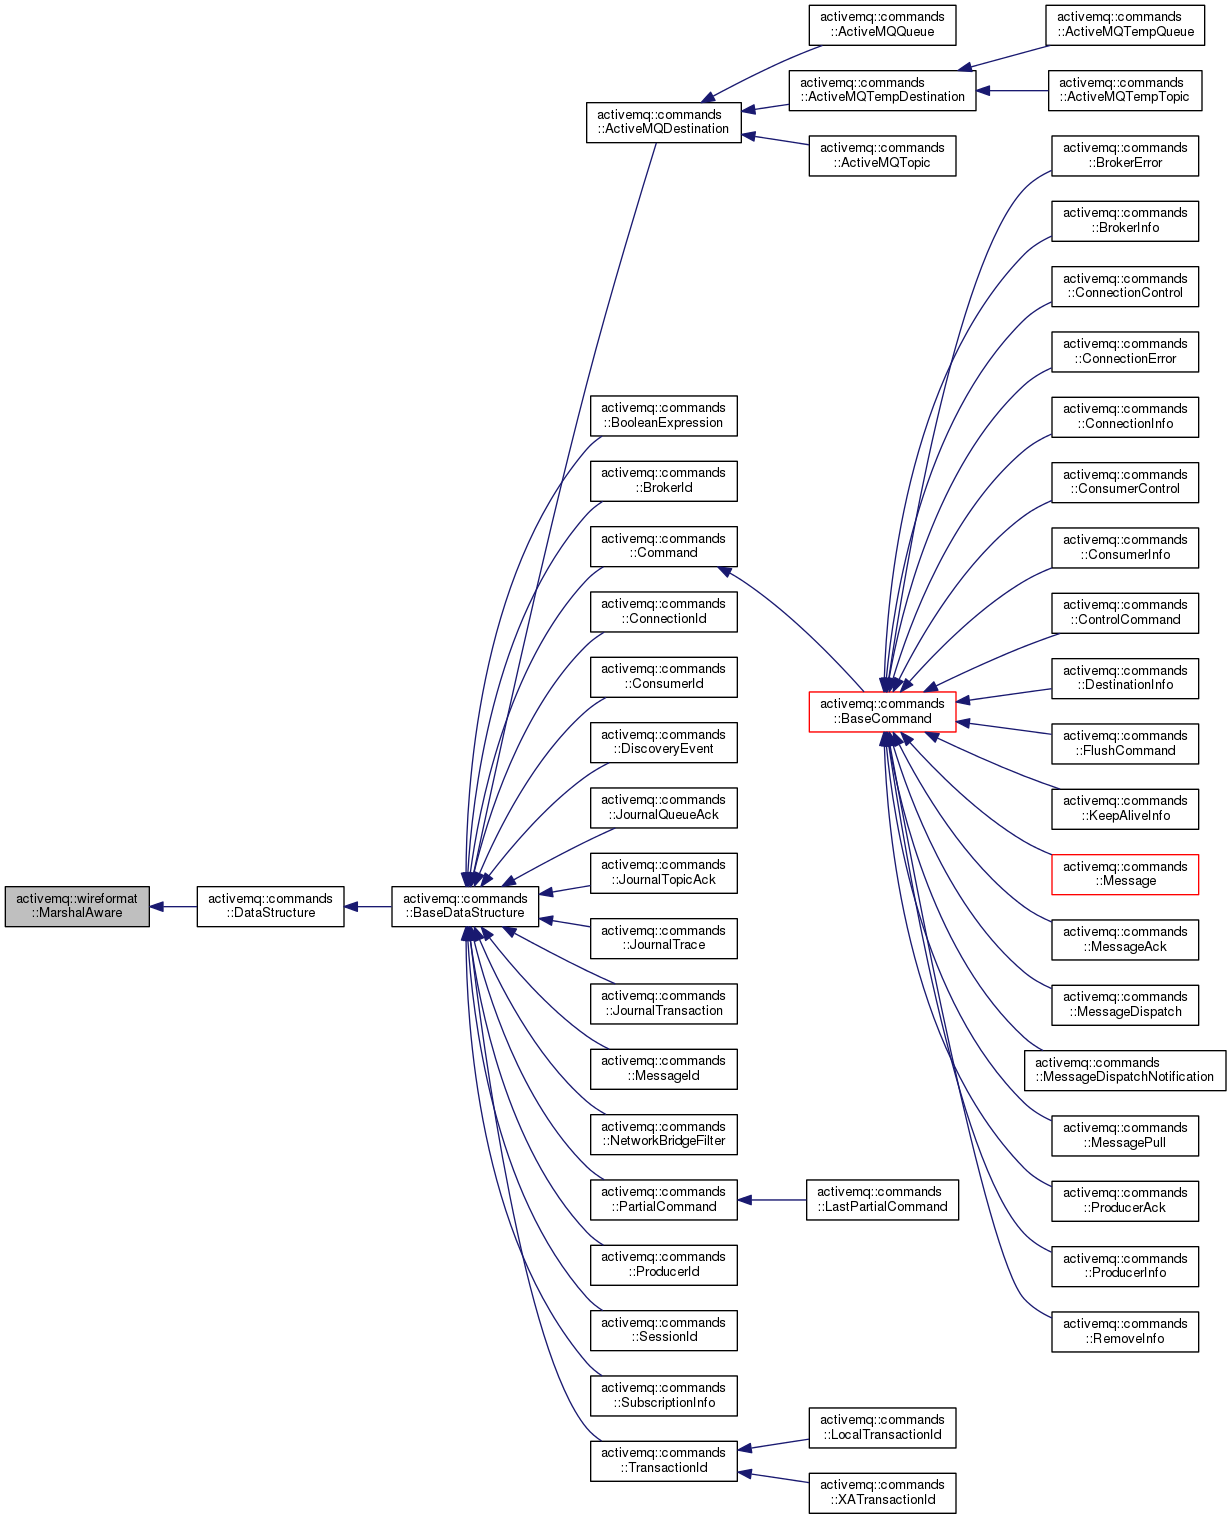 activemq::wireformat
::MarshalAware
activemq::commands
::DataStructure
activemq::commands
::BaseDataStructure
activemq::commands
::ActiveMQDestination
activemq::commands
::BooleanExpression
activemq::commands
::BrokerId
activemq::commands
::Command
activemq::commands
::ConnectionId
activemq::commands
::ConsumerId
activemq::commands
::DiscoveryEvent
activemq::commands
::JournalQueueAck
activemq::commands
::JournalTopicAck
activemq::commands
::JournalTrace
activemq::commands
::JournalTransaction
activemq::commands
::MessageId
activemq::commands
::NetworkBridgeFilter
activemq::commands
::PartialCommand
activemq::commands
::ProducerId
activemq::commands
::SessionId
activemq::commands
::SubscriptionInfo
activemq::commands
::TransactionId
activemq::commands
::ActiveMQQueue
activemq::commands
::ActiveMQTempDestination
activemq::commands
::ActiveMQTopic
activemq::commands
::BaseCommand
activemq::commands
::LastPartialCommand
activemq::commands
::LocalTransactionId
activemq::commands
::XATransactionId
activemq::commands
::ActiveMQTempQueue
activemq::commands
::ActiveMQTempTopic
activemq::commands
::BrokerError
activemq::commands
::BrokerInfo
activemq::commands
::ConnectionControl
activemq::commands
::ConnectionError
activemq::commands
::ConnectionInfo
activemq::commands
::ConsumerControl
activemq::commands
::ConsumerInfo
activemq::commands
::ControlCommand
activemq::commands
::DestinationInfo
activemq::commands
::FlushCommand
activemq::commands
::KeepAliveInfo
activemq::commands
::Message
activemq::commands
::MessageAck
activemq::commands
::MessageDispatch
activemq::commands
::MessageDispatchNotification
activemq::commands
::MessagePull
activemq::commands
::ProducerAck
activemq::commands
::ProducerInfo
activemq::commands
::RemoveInfo